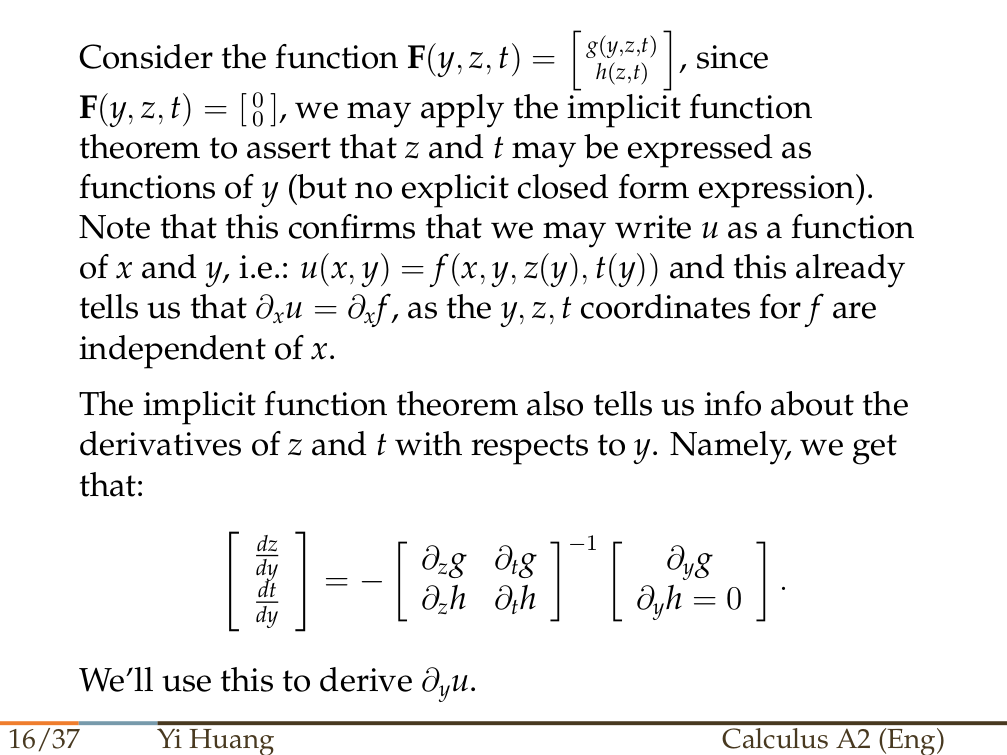 Consider the function F(y, z, t) = [ g(y,z,t) h(z,t) ], since
F(y, z, t) = [ 0 0 ], we may apply the implicit function
theorem to assert that z and t may be expressed as
functions of y (but no explicit closed form expression).
Note that this confirms that we may write u as a function
of x and y, i.e.: u(x, y) = f(x, y, z(y), t(y)) and this already
tells us that ∂ₓu = ∂ₓf, as the y, z, t coordinates for f are
independent of x.
The implicit function theorem also tells us info about the
derivatives of z and t with respects to y. Namely, we get
that:
[ dz/dy dt/dy ] = − [ ∂_z g ∂_t g ∂_z h ∂_t h ]^{−1} [ ∂_y g ∂_y h = 0 ] .
We'll use this to derive ∂_y u.
16/37 Yi Huang Calculus A2 (Eng)